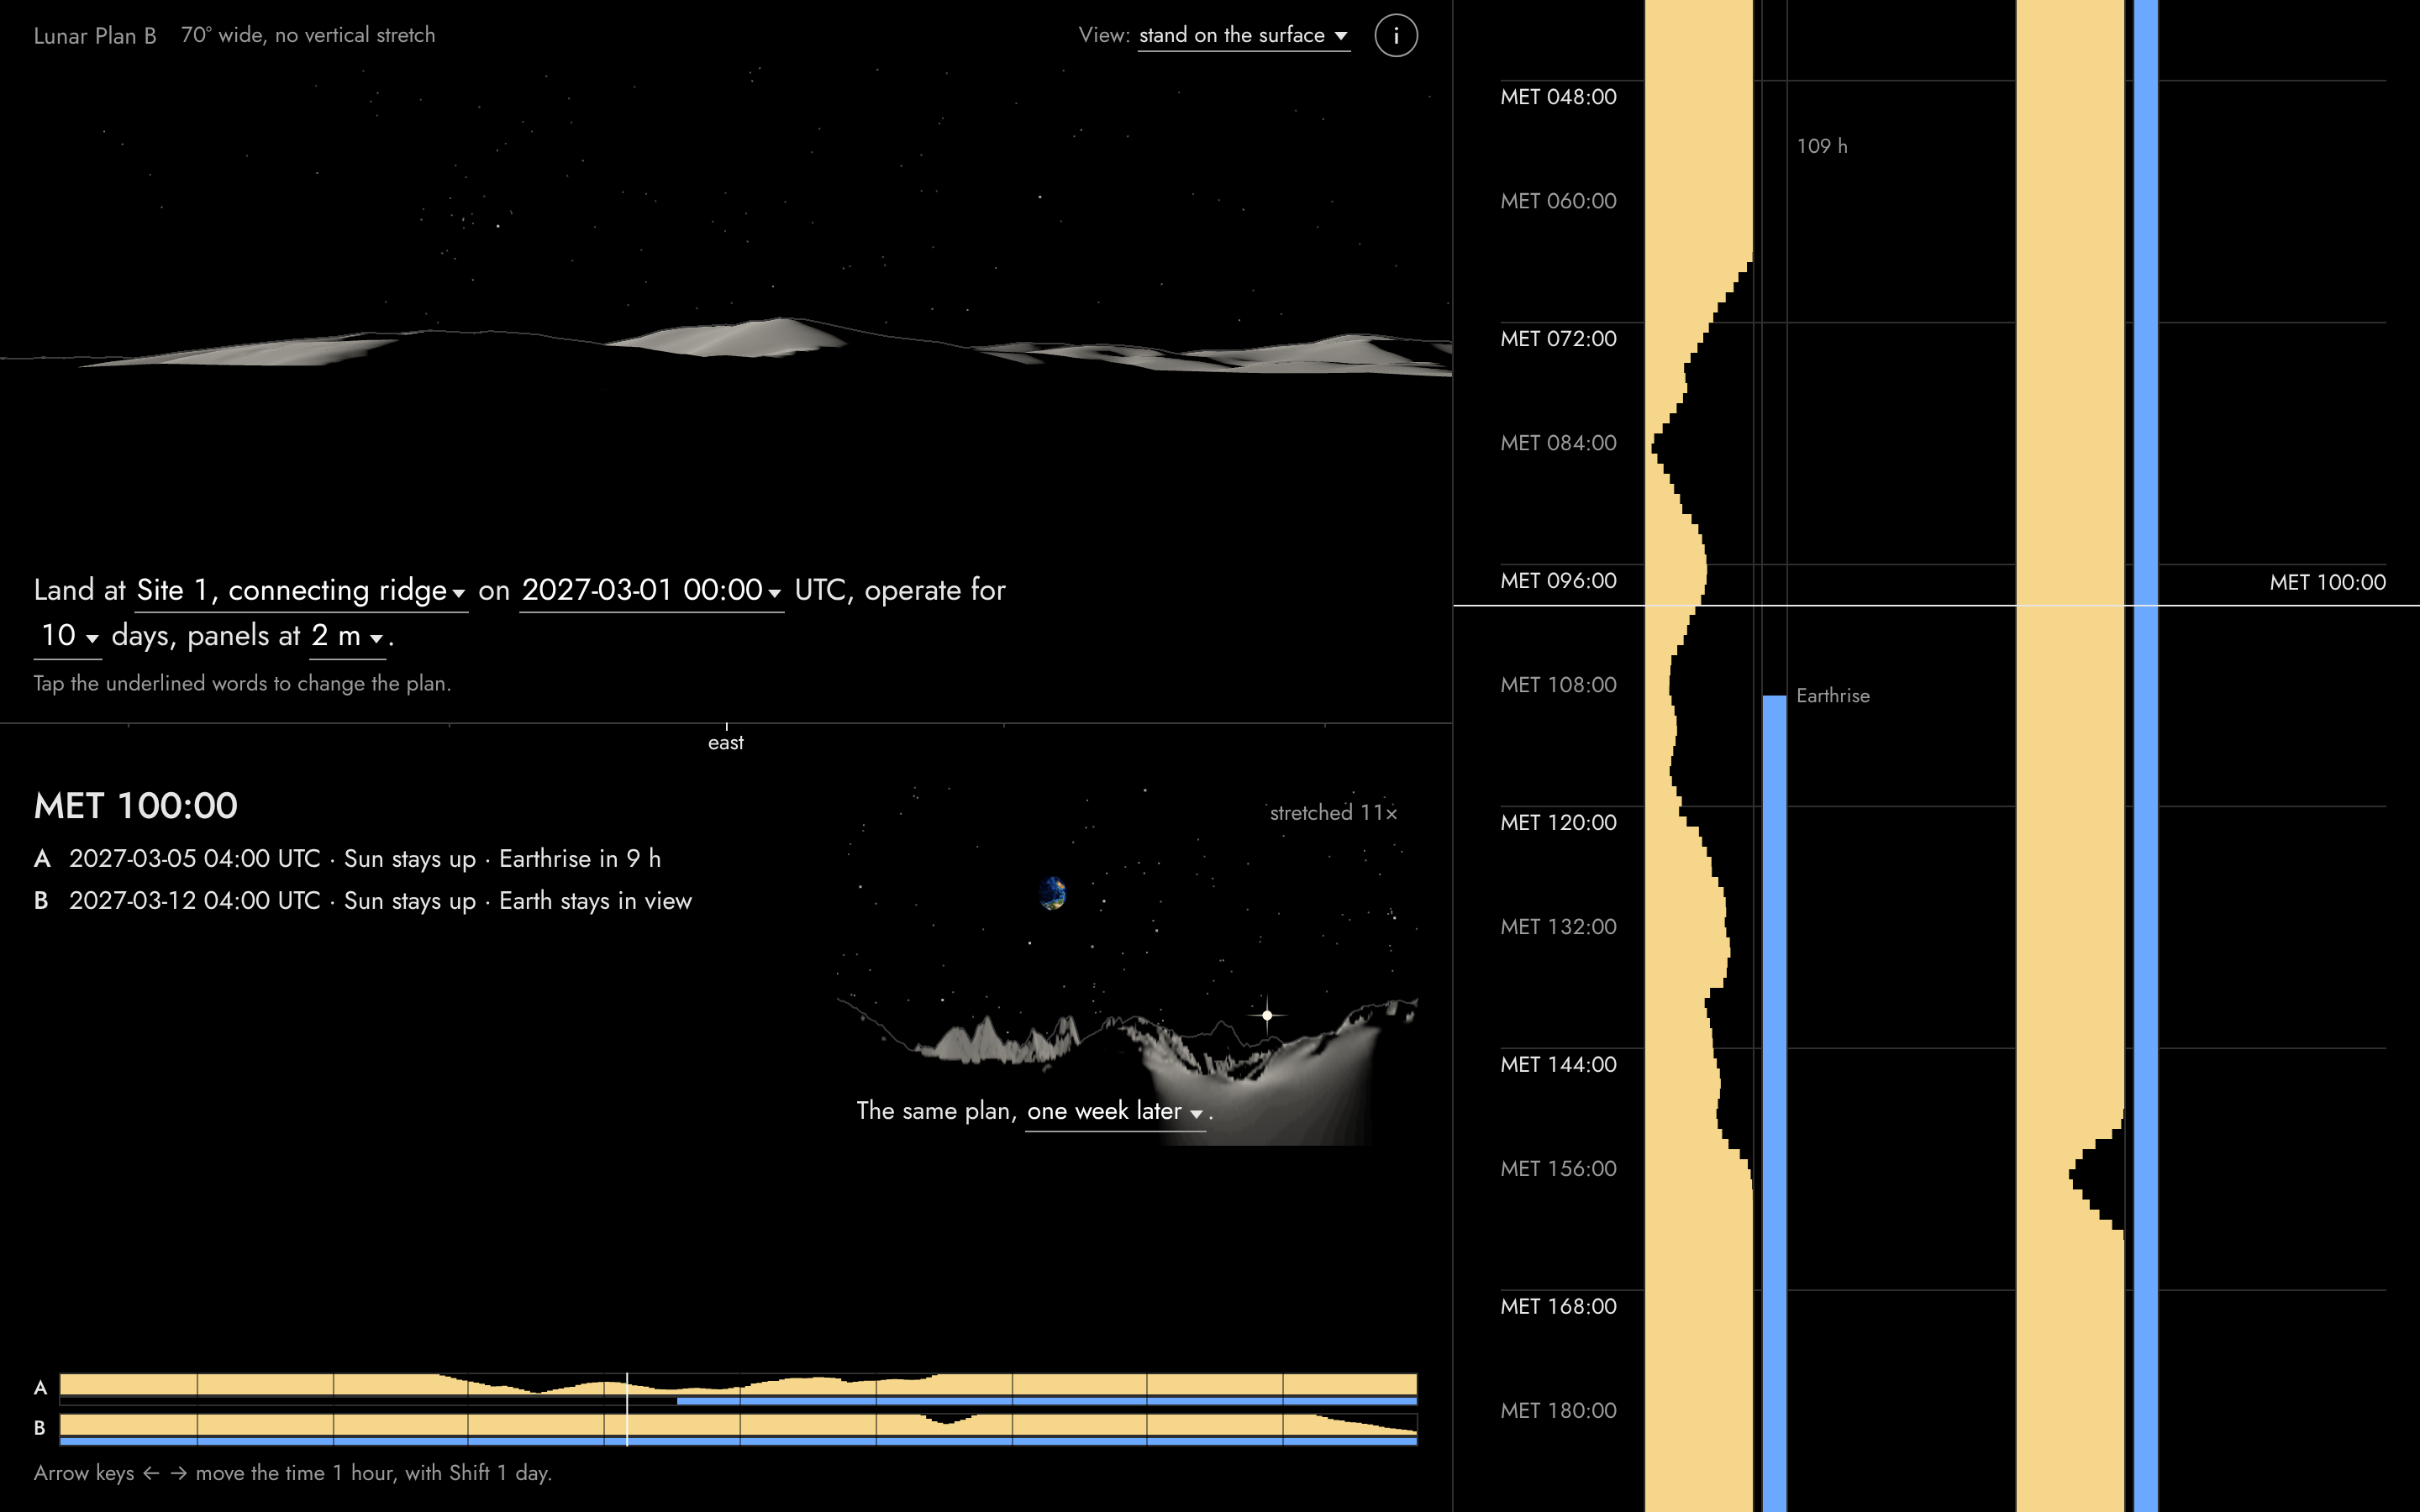 Lunar Plan B 70° wide, no vertical stretch
View: stand on the surface
i
Land at Site 1, connecting ridge on 2027-03-01 00:00 UTC, operate for
10 days, panels at 2 m.
Tap the underlined words to change the plan.
east
MET 100:00
A 2027-03-05 04:00 UTC · Sun stays up · Earthrise in 9 h
B 2027-03-12 04:00 UTC · Sun stays up · Earth stays in view
stretched 11×
The same plan, one week later.
A
B
Arrow keys ← → move the time 1 hour, with Shift 1 day.
MET 048:00
109 h
MET 060:00
MET 072:00
MET 084:00
MET 096:00
MET 100:00
MET 108:00
Earthrise
MET 120:00
MET 132:00
MET 144:00
MET 156:00
MET 168:00
MET 180:00